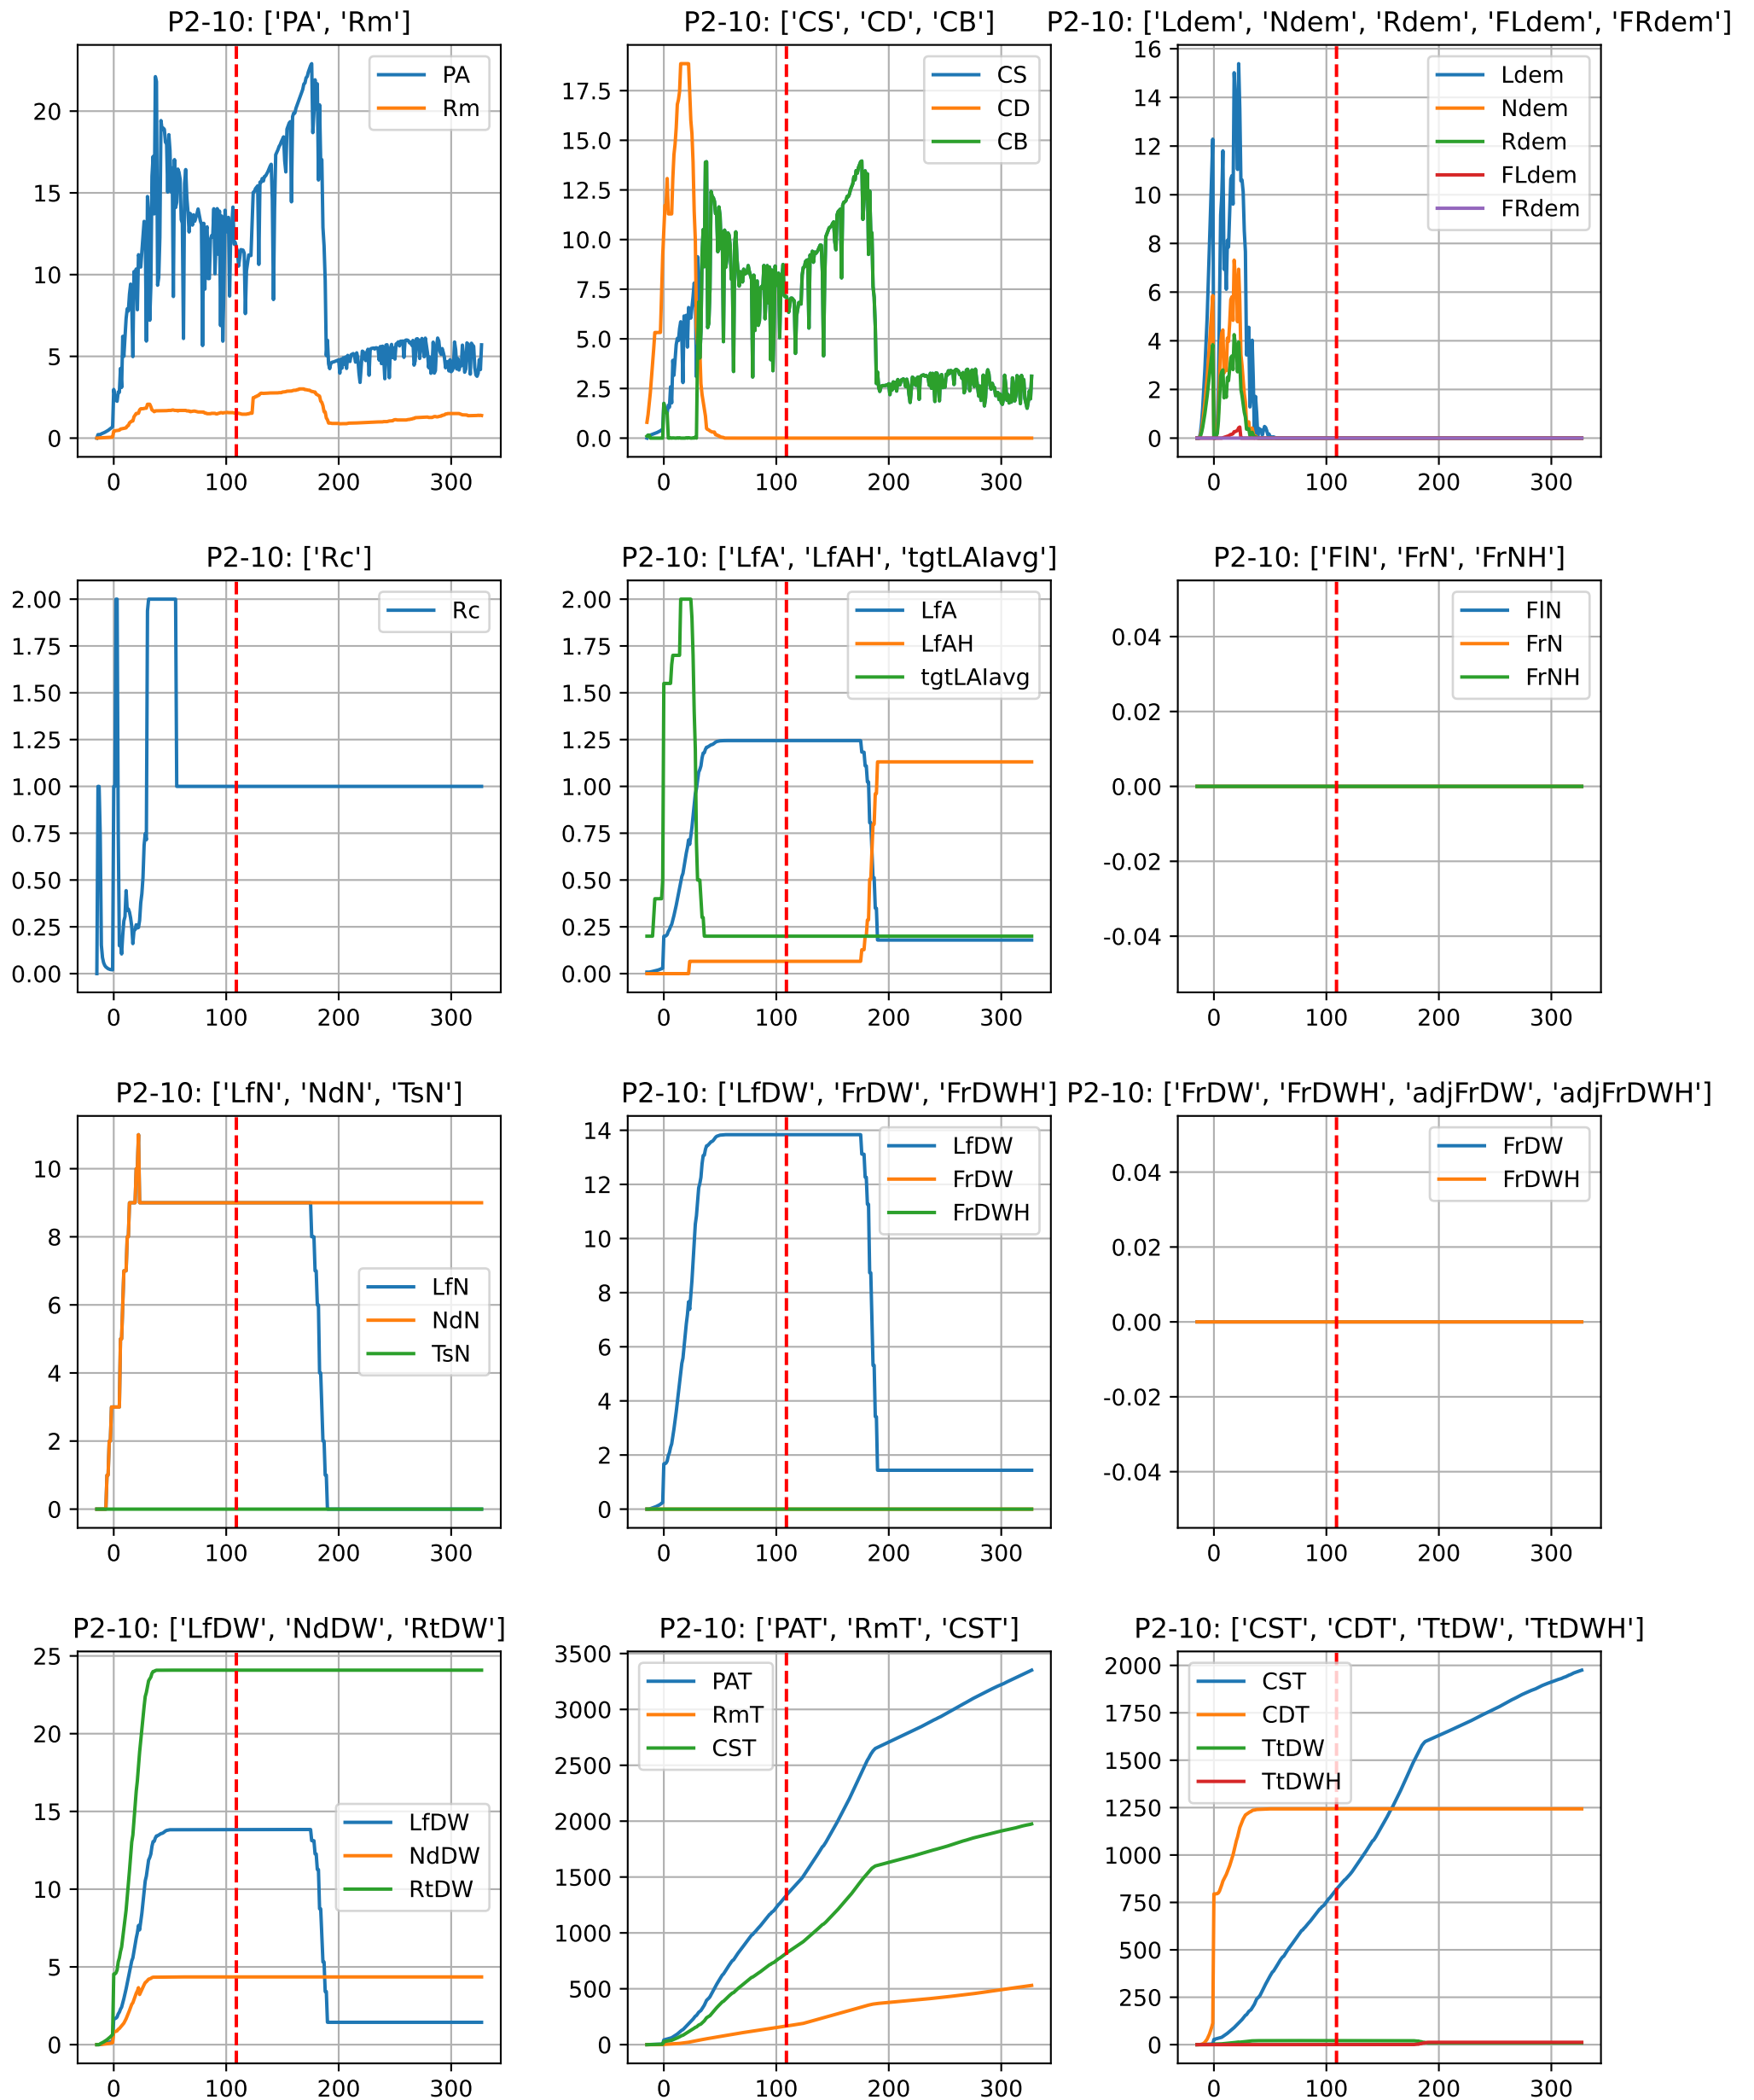 P2-10: ['PA', 'Rm']
20
15
10
5
0
0 100 200 300
PA
Rm
P2-10: ['CS', 'CD', 'CB']
17.5
15.0
12.5
10.0
7.5
5.0
2.5
0.0
0 100 200 300
CS
CD
CB
P2-10: ['Ldem', 'Ndem', 'Rdem', 'FLdem', 'FRdem']
16
14
12
10
8
6
4
2
0
0 100 200 300
Ldem
Ndem
Rdem
FLdem
FRdem
P2-10: ['Rc']
2.00
1.75
1.50
1.25
1.00
0.75
0.50
0.25
0.00
0 100 200 300
Rc
P2-10: ['LfA', 'LfAH', 'tgtLAIavg']
2.00
1.75
1.50
1.25
1.00
0.75
0.50
0.25
0.00
0 100 200 300
LfA
LfAH
tgtLAIavg
P2-10: ['FlN', 'FrN', 'FrNH']
0.04
0.02
0.00
-0.02
-0.04
0 100 200 300
FlN
FrN
FrNH
P2-10: ['LfN', 'NdN', 'TsN']
10
8
6
4
2
0
0 100 200 300
LfN
NdN
TsN
P2-10: ['LfDW', 'FrDW', 'FrDWH']
14
12
10
8
6
4
2
0
0 100 200 300
LfDW
FrDW
FrDWH
P2-10: ['FrDW', 'FrDWH', 'adjFrDW', 'adjFrDWH']
0.04
0.02
0.00
-0.02
-0.04
0 100 200 300
FrDW
FrDWH
P2-10: ['LfDW', 'NdDW', 'RtDW']
25
20
15
10
5
0
0 100 200 300
LfDW
NdDW
RtDW
P2-10: ['PAT', 'RmT', 'CST']
3500
3000
2500
2000
1500
1000
500
0
0 100 200 300
PAT
RmT
CST
P2-10: ['CST', 'CDT', 'TtDW', 'TtDWH']
2000
1750
1500
1250
1000
750
500
250
0
0 100 200 300
CST
CDT
TtDW
TtDWH